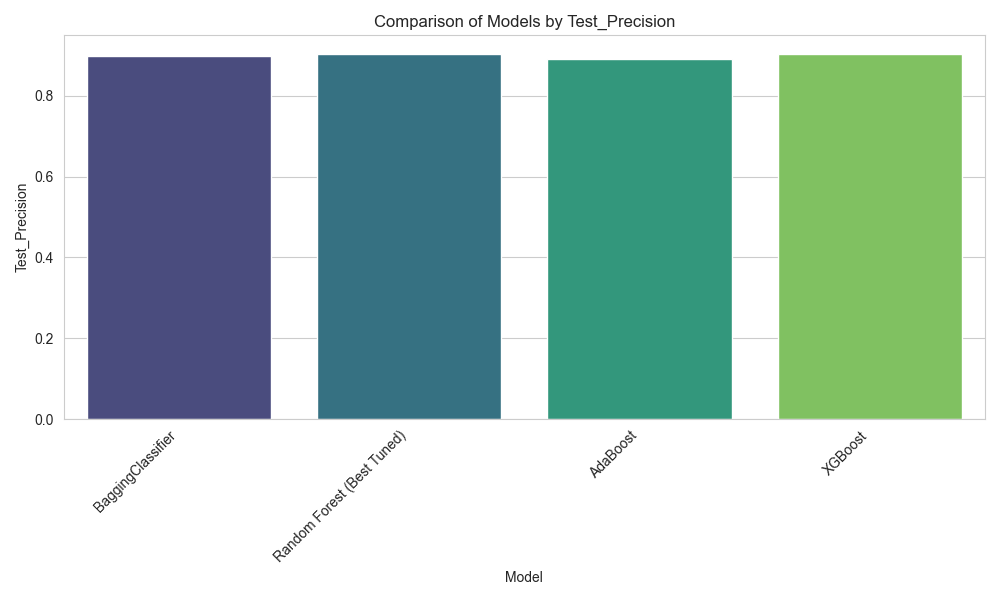 Comparison of Models by Test_Precision
Test_Precision
0.8
0.6
0.4
0.2
0.0
BaggingClassifier
Random Forest (Best Tuned)
AdaBoost
XGBoost
Model